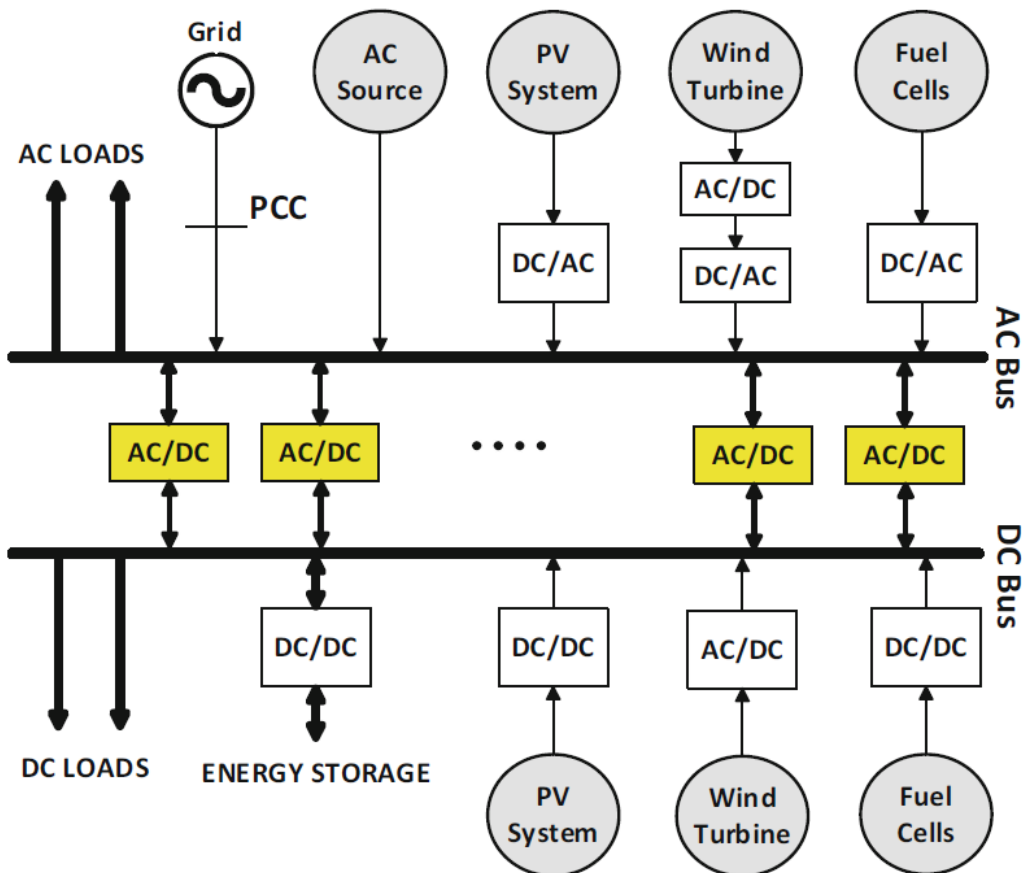 Grid
AC
Source
PV
System
Wind
Turbine
Fuel
Cells
AC LOADS
PCC
AC/DC
DC/AC
DC/AC
DC/AC
AC Bus
AC/DC
AC/DC
....
AC/DC
AC/DC
DC Bus
DC/DC
DC/DC
AC/DC
DC/DC
DC LOADS
ENERGY STORAGE
PV
System
Wind
Turbine
Fuel
Cells